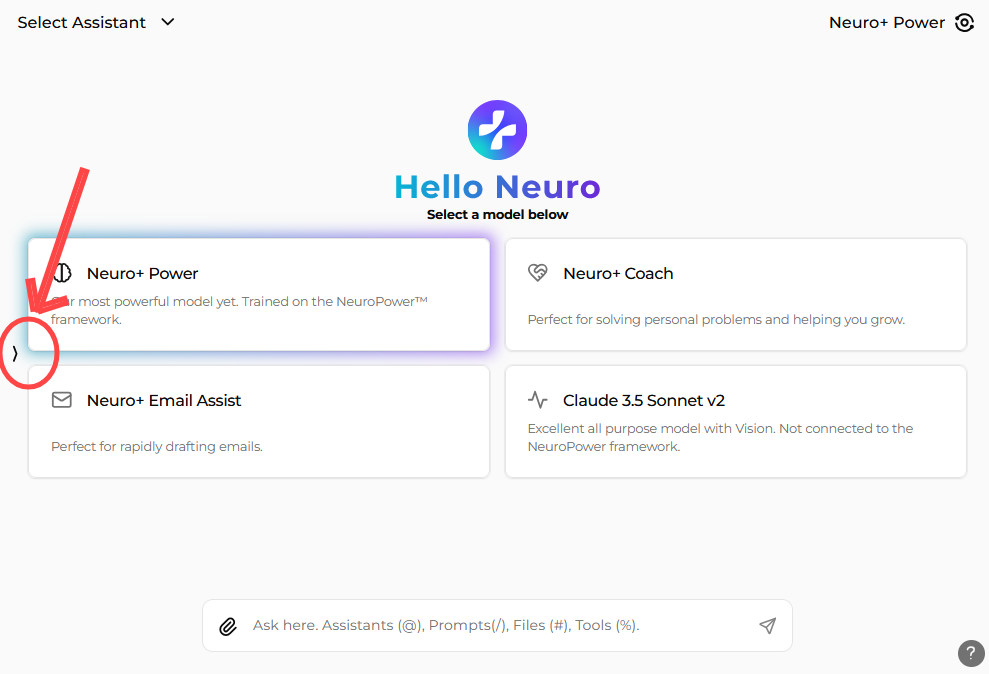 Select Assistant
Neuro+ Power
Hello Neuro
Select a model below
Neuro+ Power
Our most powerful model yet. Trained on the NeuroPower™
framework.
Neuro+ Coach
Perfect for solving personal problems and helping you grow.
Neuro+ Email Assist
Perfect for rapidly drafting emails.
Claude 3.5 Sonnet v2
Excellent all purpose model with Vision. Not connected to the
NeuroPower framework.
Ask here. Assistants (@), Prompts(/), Files (#), Tools (%).
?